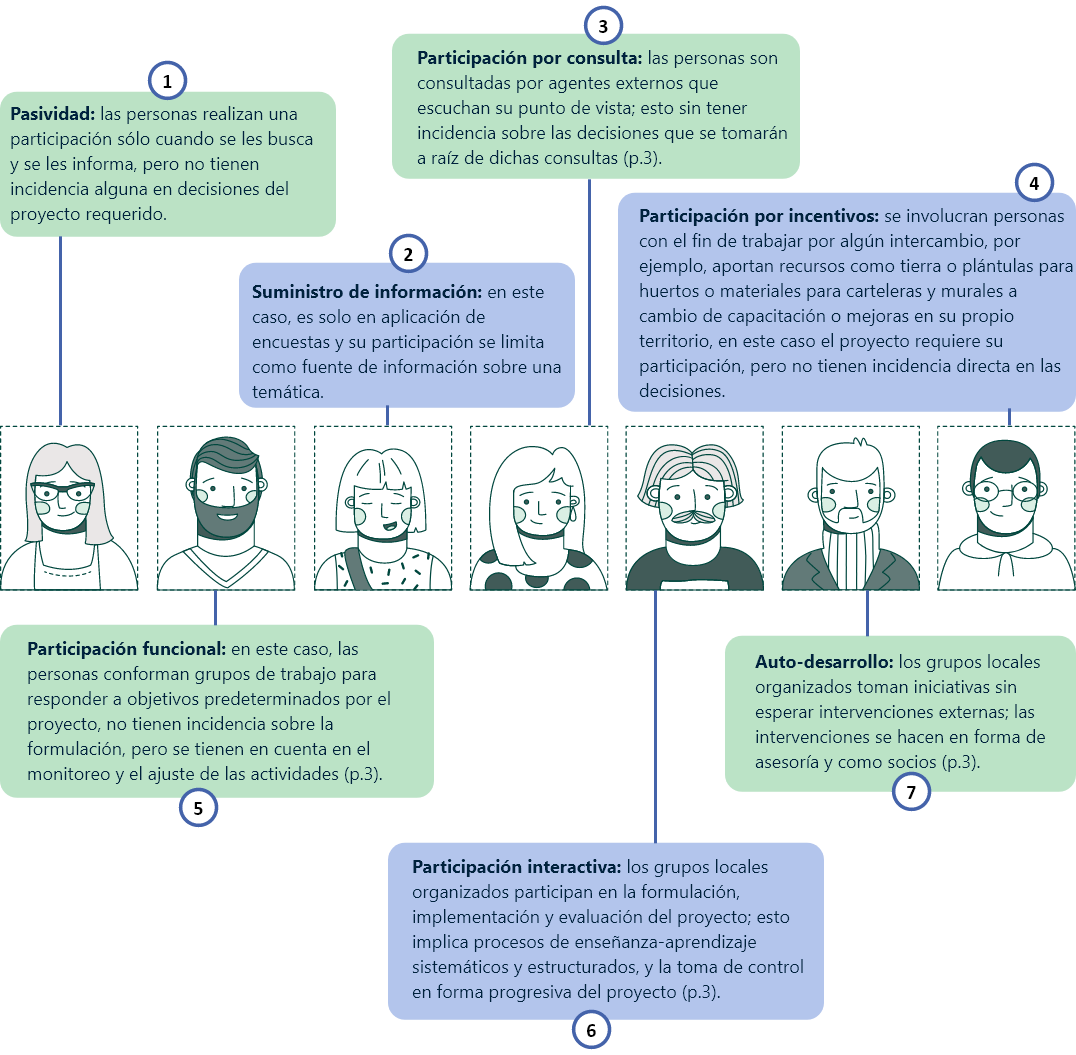 1
Pasividad: las personas realizan una
participación sólo cuando se les busca
y se les informa, pero no tienen
incidencia alguna en decisiones del
proyecto requerido.
2
Suministro de información: en este
caso, es solo en aplicación de
encuestas y su participación se limita
como fuente de información sobre una
temática.
3
Participación por consulta: las personas son
consultadas por agentes externos que
escuchan su punto de vista; esto sin tener
incidencia sobre las decisiones que se tomarán
a raíz de dichas consultas (p.3).
4
Participación por incentivos: se involucran personas
con el fin de trabajar por algún intercambio, por
ejemplo, aportan recursos como tierra o plántulas para
huertos o materiales para carteleras y murales a
cambio de capacitación o mejoras en su propio
territorio, en este caso el proyecto requiere su
participación, pero no tienen incidencia directa en las
decisiones.
Participación funcional: en este caso, las
personas conforman grupos de trabajo para
responder a objetivos predeterminados por el
proyecto, no tienen incidencia sobre la
formulación, pero se tienen en cuenta en el
monitoreo y el ajuste de las actividades (p.3).
5
Participación interactiva: los grupos locales
organizados participan en la formulación,
implementación y evaluación del proyecto; esto
implica procesos de enseñanza-aprendizaje
sistemáticos y estructurados, y la toma de control
en forma progresiva del proyecto (p.3).
6
Auto-desarrollo: los grupos locales
organizados toman iniciativas sin
esperar intervenciones externas; las
intervenciones se hacen en forma de
asesoría y como socios (p.3).
7